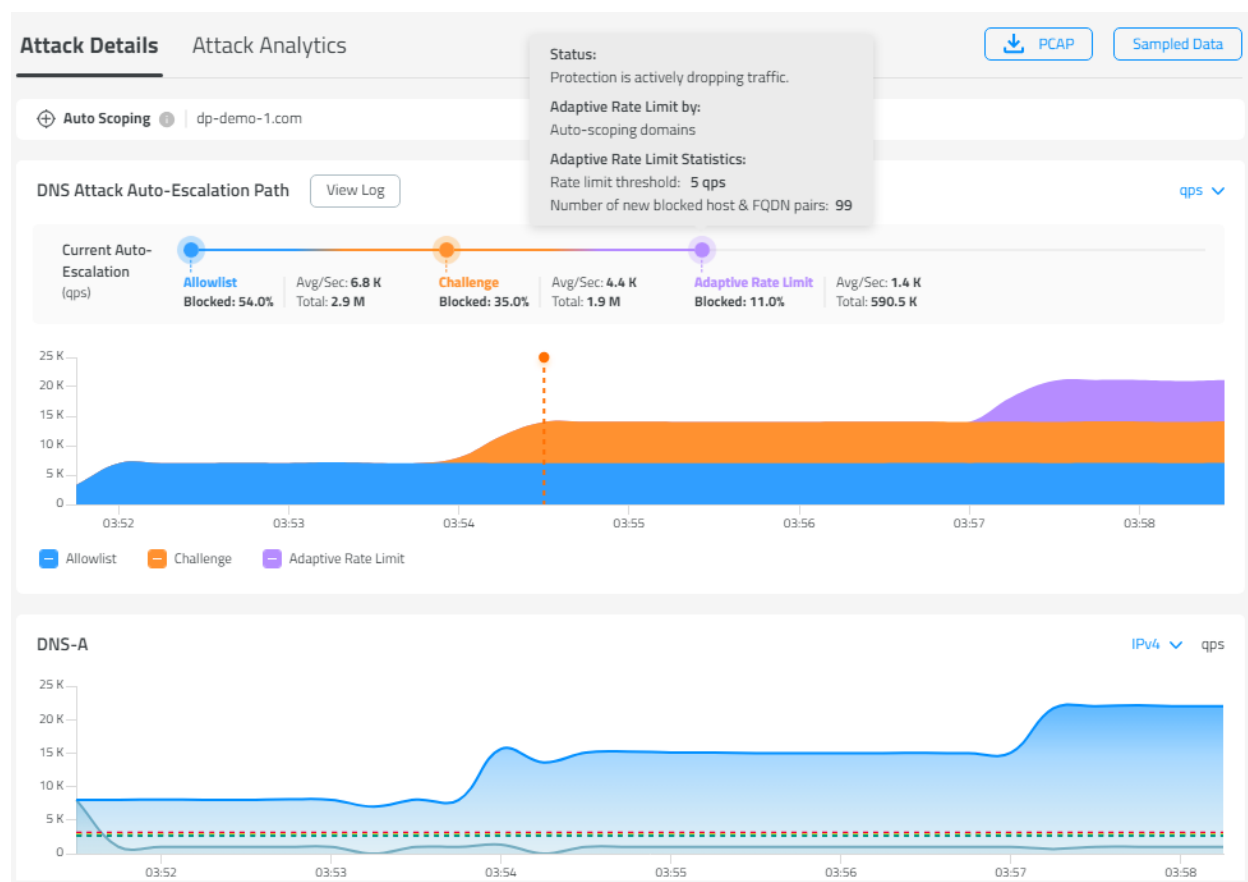 Attack Details Attack Analytics
PCAP Sampled Data
Status:
Protection is actively dropping traffic.
Adaptive Rate Limit by:
Auto-scoping domains
Adaptive Rate Limit Statistics:
Rate limit threshold: 5 qps
Number of new blocked host & FQDN pairs: 99
Auto Scoping dp-demo-1.com
DNS Attack Auto-Escalation Path View Log qps
Current Auto-
Escalation
(qps)
Allowlist
Blocked: 54.0%
Avg/Sec: 6.8 K
Total: 2.9 M
Challenge
Blocked: 35.0%
Avg/Sec: 4.4 K
Total: 1.9 M
Adaptive Rate Limit
Blocked: 11.0%
Avg/Sec: 1.4 K
Total: 590.5 K
25 K
20 K
15 K
10 K
5 K
0
03:52 03:53 03:54 03:55 03:56 03:57 03:58
Allowlist Challenge Adaptive Rate Limit
DNS-A IPv4 qps
25 K
20 K
15 K
10 K
5 K
0
03:52 03:53 03:54 03:55 03:56 03:57 03:58